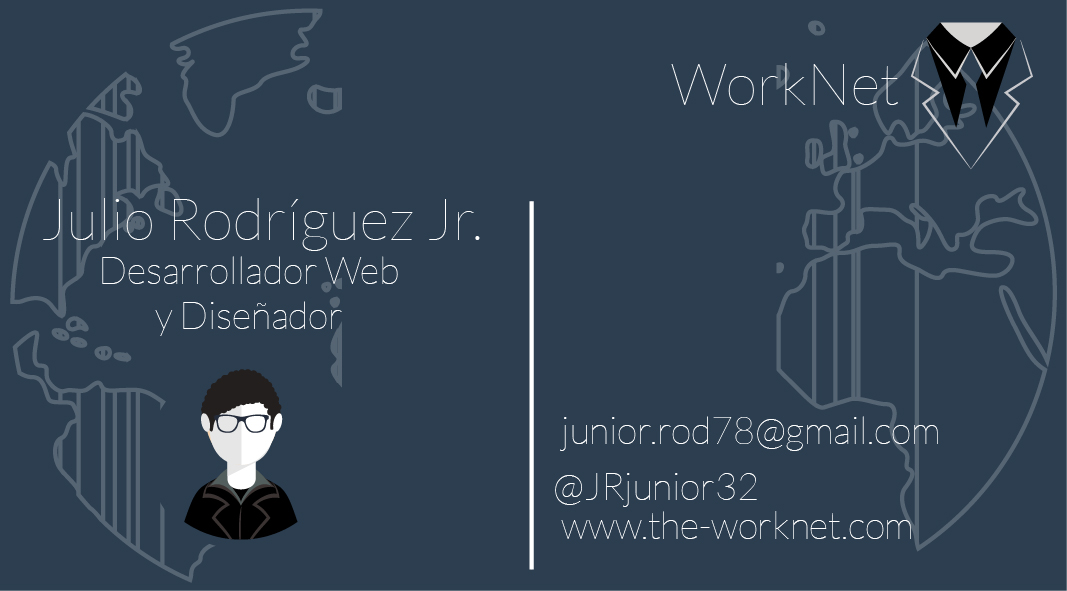 WorkNet
Julio Rodríguez Jr.
Desarrollador Web
y Diseñador
junior.rod78@gmail.com
@JRjunior32
www.the-worknet.com